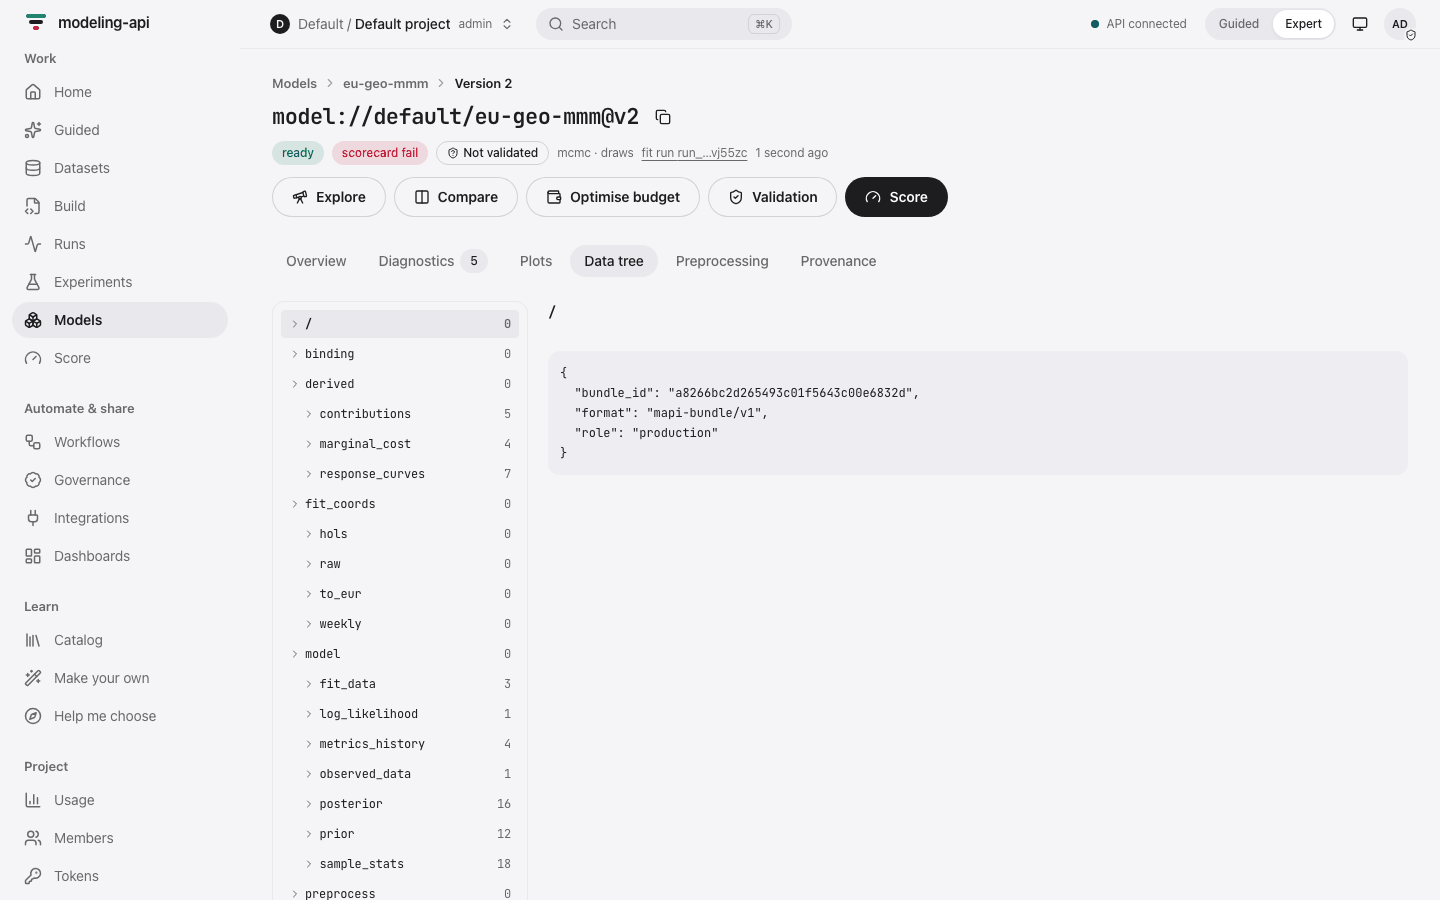 modeling-api
Default / Default project admin
Search ⌘K
API connected
Guided Expert
AD
Work
Home
Guided
Datasets
Build
Runs
Experiments
Models
Score
Automate & share
Workflows
Governance
Integrations
Dashboards
Learn
Catalog
Make your own
Help me choose
Project
Usage
Members
Tokens
Models > eu-geo-mmm > Version 2
model://default/eu-geo-mmm@v2
ready scorecard fail Not validated mcmc · draws fit run run_…vj55zc 1 second ago
Explore Compare Optimise budget Validation Score
Overview Diagnostics 5 Plots Data tree Preprocessing Provenance
/ 0
binding 0
derived 0
contributions 5
marginal_cost 4
response_curves 7
fit_coords 0
hols 0
raw 0
to_eur 0
weekly 0
model 0
fit_data 3
log_likelihood 1
metrics_history 4
observed_data 1
posterior 16
prior 12
sample_stats 18
preprocess 0
/
{
"bundle_id": "a8266bc2d265493c01f5643c00e6832d",
"format": "mapi-bundle/v1",
"role": "production"
}